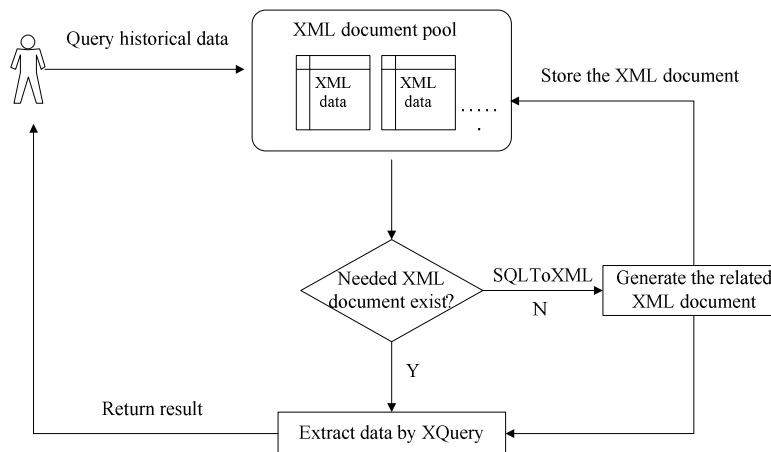 XML document pool
Query historical data
XML
data
XML
data
. . . . .
.
Store the XML document
Needed XML
document exist?
SQLToXML
N
Generate the related
XML document
Y
Return result
Extract data by XQuery